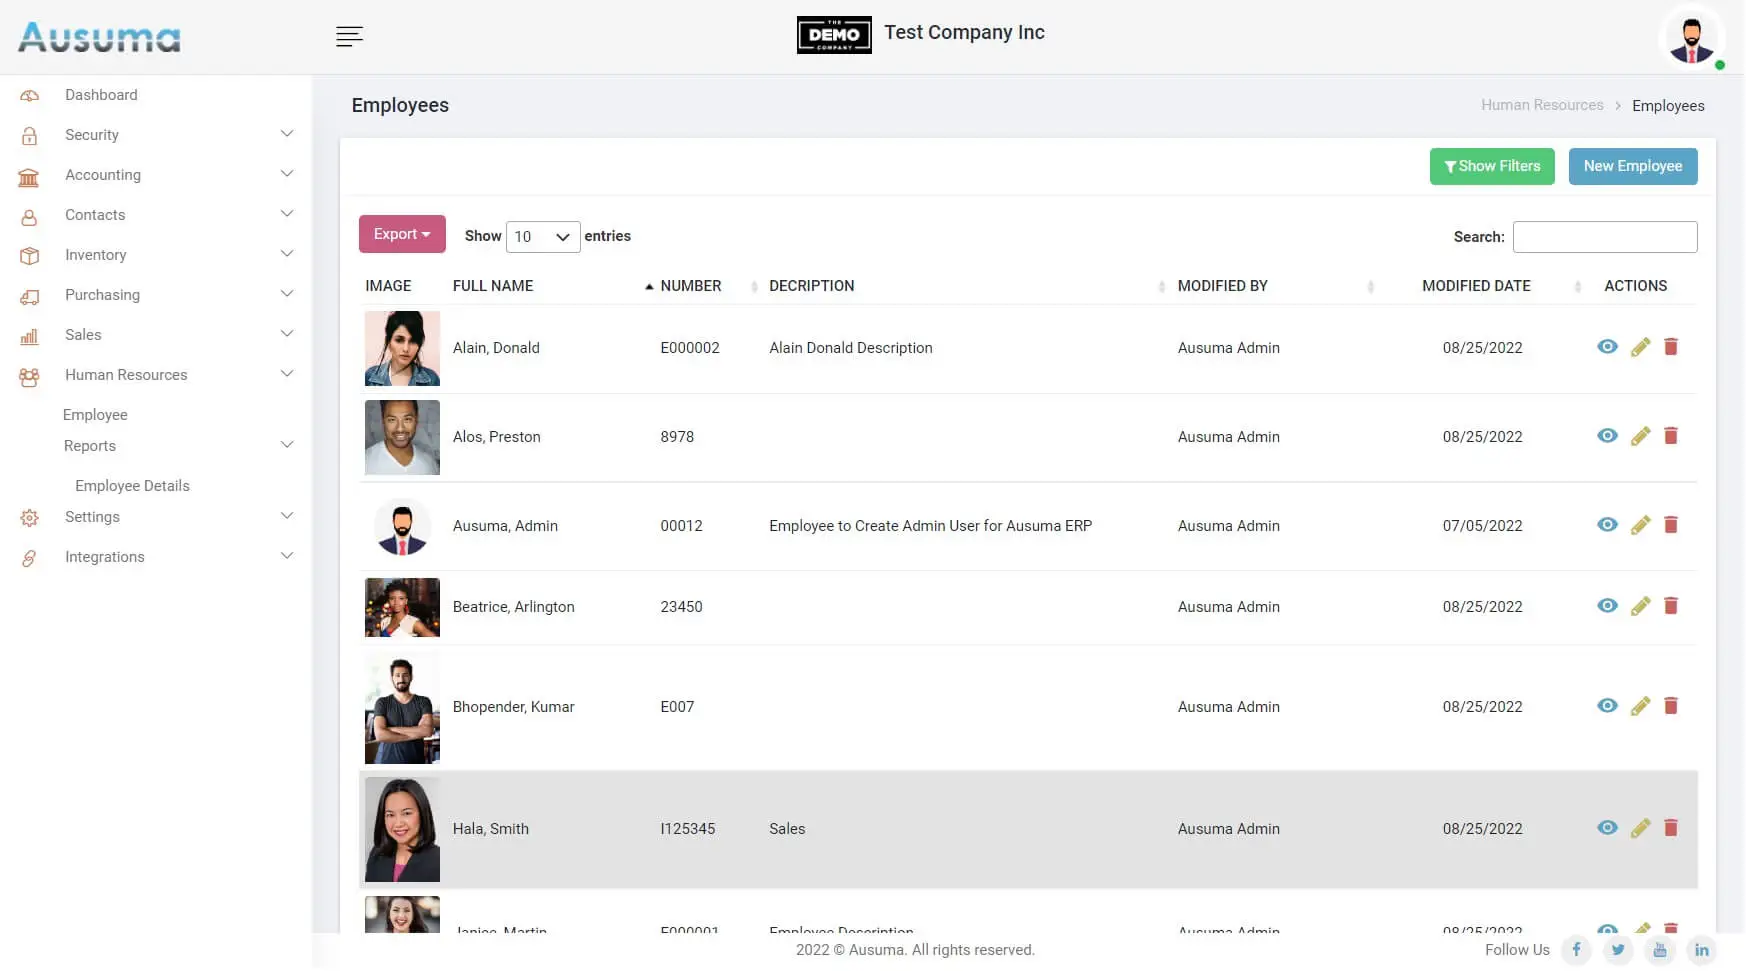 Ausuma
THE
DEMO
COMPANY
Test Company Inc
Dashboard
Security
Accounting
Contacts
Inventory
Purchasing
Sales
Human Resources
Employee
Reports
Employee Details
Settings
Integrations
Employees
Human Resources > Employees
Show Filters
New Employee
Export
Show 10 entries
Search:
IMAGE FULL NAME NUMBER DECRIPTION MODIFIED BY MODIFIED DATE ACTIONS
Alain, Donald E000002 Alain Donald Description Ausuma Admin 08/25/2022
Alos, Preston 8978 Ausuma Admin 08/25/2022
Ausuma, Admin 00012 Employee to Create Admin User for Ausuma ERP Ausuma Admin 07/05/2022
Beatrice, Arlington 23450 Ausuma Admin 08/25/2022
Bhopender, Kumar E007 Ausuma Admin 08/25/2022
Hala, Smith I125345 Sales Ausuma Admin 08/25/2022
Janice, Martin E000001 Employee Description Ausuma Admin 08/25/2022
2022 © Ausuma. All rights reserved.
Follow Us